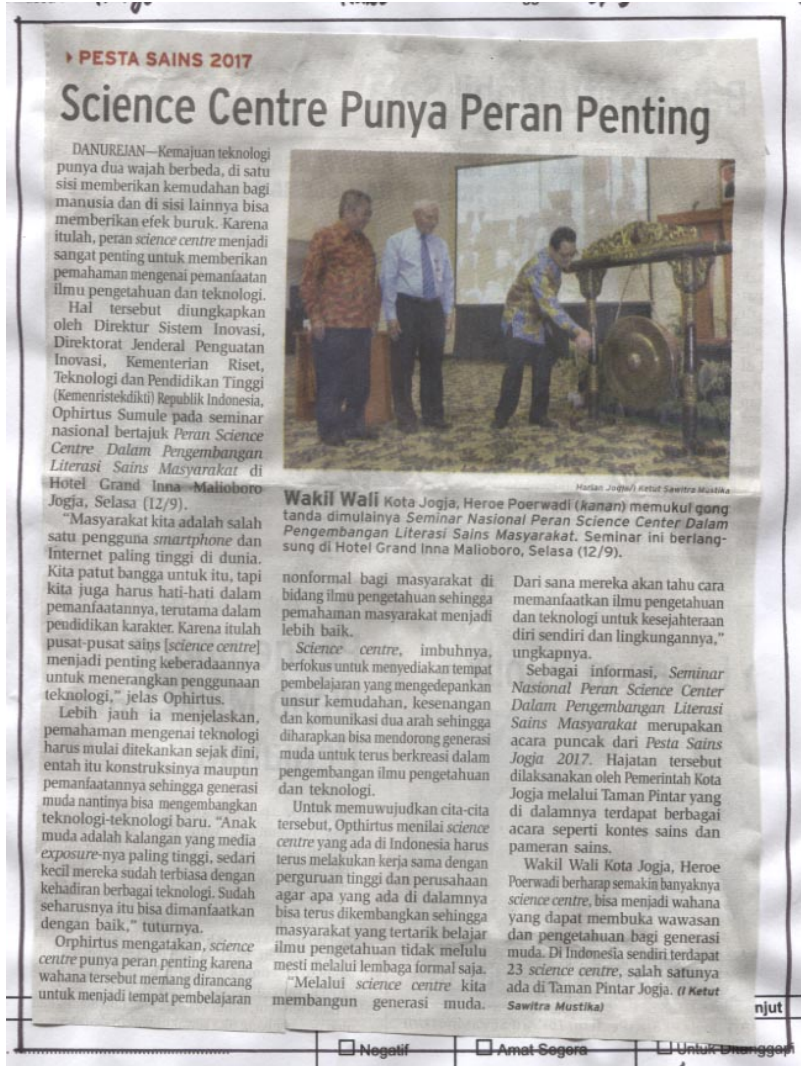 PESTA SAINS 2017
Science Centre Punya Peran Penting
DANUREJAN—Kemajuan teknologi
punya dua wajah berbeda, di satu
sisi memberikan kemudahan bagi
manusia dan di sisi lainnya bisa
memberikan efek buruk. Karena
itulah, peran science centre menjadi
sangat penting untuk memberikan
pemahaman mengenai pemanfaatan
ilmu pengetahuan dan teknologi.
Hal tersebut diungkapkan
oleh Direktur Sistem Inovasi,
Direktorat Jenderal Penguatan
Inovasi, Kementerian Riset,
Teknologi dan Pendidikan Tinggi
(Kemenristekdikti) Republik Indonesia,
Ophirtus Sumule pada seminar
nasional bertajuk Peran Science
Centre Dalam Pengembangan
Literasi Sains Masyarakat di
Hotel Grand Inna Malioboro
Jogja, Selasa (12/9).
"Masyarakat kita adalah salah
satu pengguna smartphone dan
Internet paling tinggi di dunia.
Kita patut bangga untuk itu, tapi
kita juga harus hati-hati dalam
pemanfaatannya, terutama dalam
pendidikan karakter. Karena itulah
pusat-pusat sains [science centre]
menjadi penting keberadaannya
untuk menerangkan penggunaan
teknologi," jelas Ophirtus.
Lebih jauh ia menjelaskan,
pemahaman mengenai teknologi
harus mulai ditekankan sejak dini,
entah itu konstruksinya maupun
pemanfaatannya sehingga generasi
muda nantinya bisa mengembangkan
teknologi-teknologi baru. "Anak
muda adalah kalangan yang media
exposure-nya paling tinggi, sedari
kecil mereka sudah terbiasa dengan
kehadiran berbagai teknologi. Sudah
seharusnya itu bisa dimanfaatkan
dengan baik," tuturnya.
Orphirtus mengatakan, science
centre punya peran penting karena
wahana tersebut memang dirancang
untuk menjadi tempat pembelajaran
Harian Jogja/I Ketut Sawitra Mustika
Wakil Wali Kota Jogja, Heroe Poerwadi (kanan) memukul gong
tanda dimulainya Seminar Nasional Peran Science Center Dalam
Pengembangan Literasi Sains Masyarakat. Seminar ini berlang-
sung di Hotel Grand Inna Malioboro, Selasa (12/9).
nonformal bagi masyarakat di
bidang ilmu pengetahuan sehingga
pemahaman masyarakat menjadi
lebih baik.
Science centre, imbuhnya,
berfokus untuk menyediakan tempat
pembelajaran yang mengedepankan
unsur kemudahan, kesenangan
dan komunikasi dua arah sehingga
diharapkan bisa mendorong generasi
muda untuk terus berkreasi dalam
pengembangan ilmu pengetahuan
dan teknologi.
Untuk memuwujudkan cita-cita
tersebut, Opthirtus menilai science
centre yang ada di Indonesia harus
terus melakukan kerja sama dengan
perguruan tinggi dan perusahaan
agar apa yang ada di dalamnya
bisa terus dikembangkan sehingga
masyarakat yang tertarik belajar
ilmu pengetahuan tidak melulu
mesti melalui lembaga formal saja.
"Melalui science centre kita
membangun generasi muda.
Dari sana mereka akan tahu cara
memanfaatkan ilmu pengetahuan
dan teknologi untuk kesejahteraan
diri sendiri dan lingkungannya,"
ungkapnya.
Sebagai informasi, Seminar
Nasional Peran Science Center
Dalam Pengembangan Literasi
Sains Masyarakat merupakan
acara puncak dari Pesta Sains
Jogja 2017. Hajatan tersebut
dilaksanakan oleh Pemerintah Kota
Jogja melalui Taman Pintar yang
di dalamnya terdapat berbagai
acara seperti kontes sains dan
pameran sains.
Wakil Wali Kota Jogja, Heroe
Poerwadi berharap semakin banyaknya
science centre, bisa menjadi wahana
yang dapat membuka wawasan
dan pengetahuan bagi generasi
muda. Di Indonesia sendiri terdapat
23 science centre, salah satunya
ada di Taman Pintar Jogja. (I Ketut
Sawitra Mustika)
njut
Negatif
Amat Segera
Untuk Ditanggapi